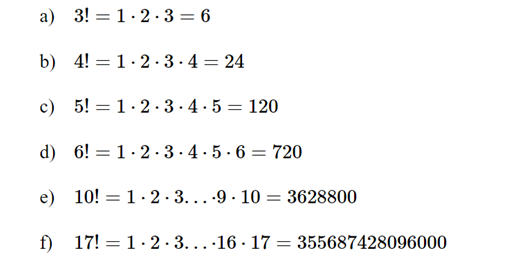 a) 3! = 1 · 2 · 3 = 6
b) 4! = 1 · 2 · 3 · 4 = 24
c) 5! = 1 · 2 · 3 · 4 · 5 = 120
d) 6! = 1 · 2 · 3 · 4 · 5 · 6 = 720
e) 10! = 1 · 2 · 3. . . ·9 · 10 = 3628800
f) 17! = 1 · 2 · 3. . . ·16 · 17 = 355687428096000